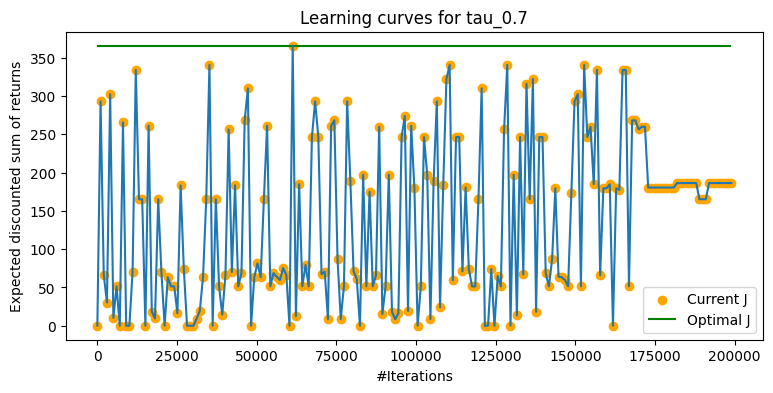 Learning curves for tau_0.7
Expected discounted sum of returns
350
300
250
200
150
100
50
0
Current J
Optimal J
0 25000 50000 75000 100000 125000 150000 175000 200000
#Iterations